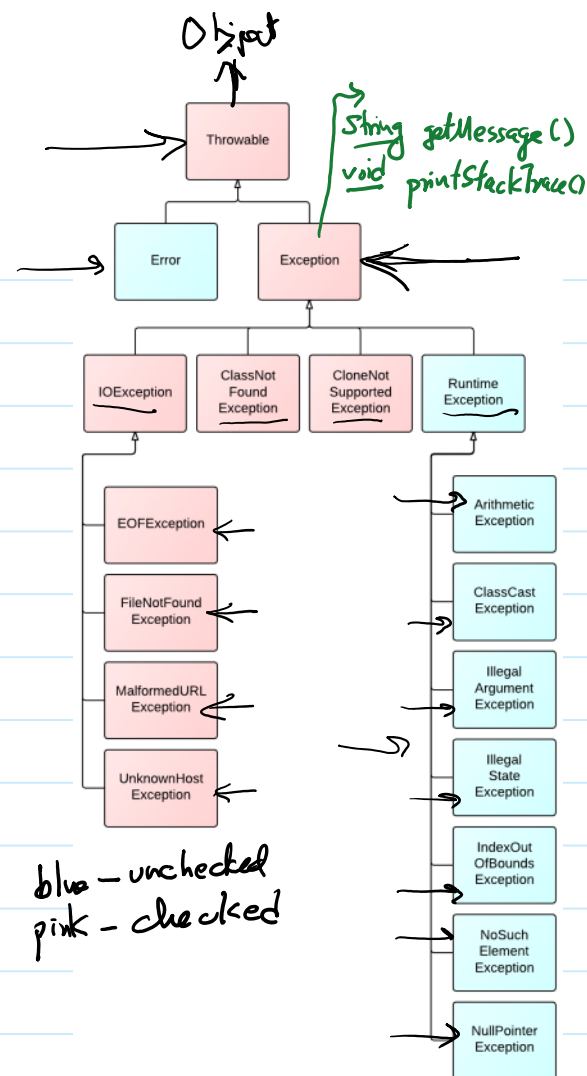 Object
Throwable
String getMessage()
void printStackTrace()
Error
Exception
IOException
ClassNot
Found
Exception
CloneNot
Supported
Exception
Runtime
Exception
EOFException
FileNotFound
Exception
MalformedURL
Exception
UnknownHost
Exception
Arithmetic
Exception
ClassCast
Exception
Illegal
Argument
Exception
Illegal
State
Exception
IndexOut
OfBounds
Exception
NoSuch
Element
Exception
NullPointer
Exception
blue - unchecked
pink - checked